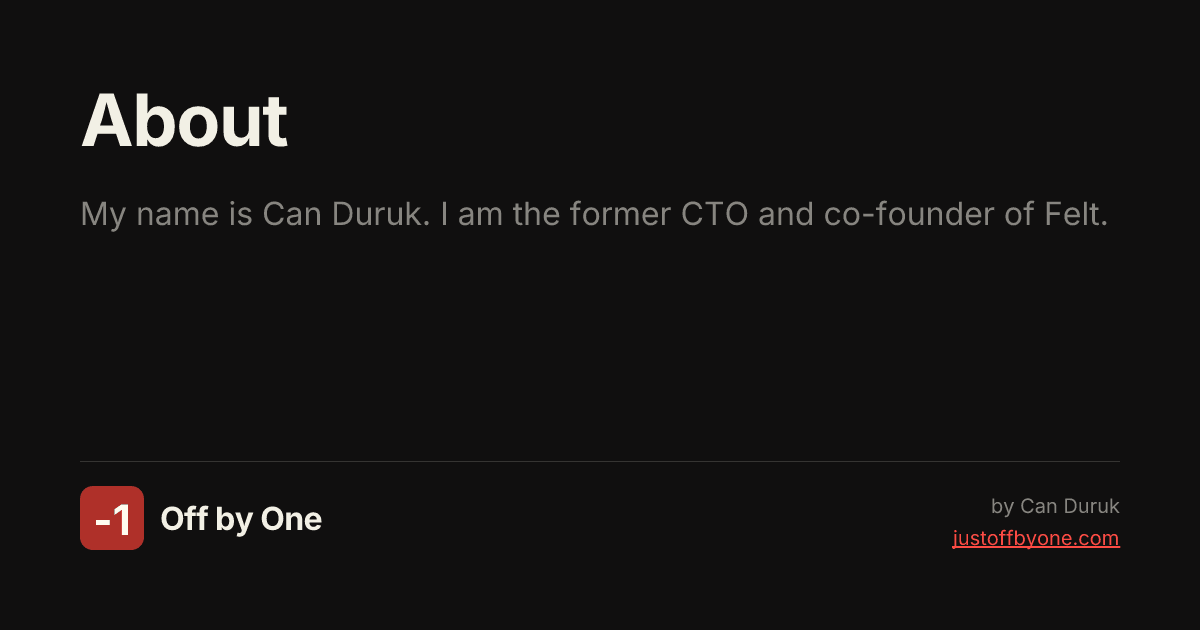 About
My name is Can Duruk. I am the former CTO and co-founder of Felt.
-1
Off by One
by Can Duruk
justoffbyone.com